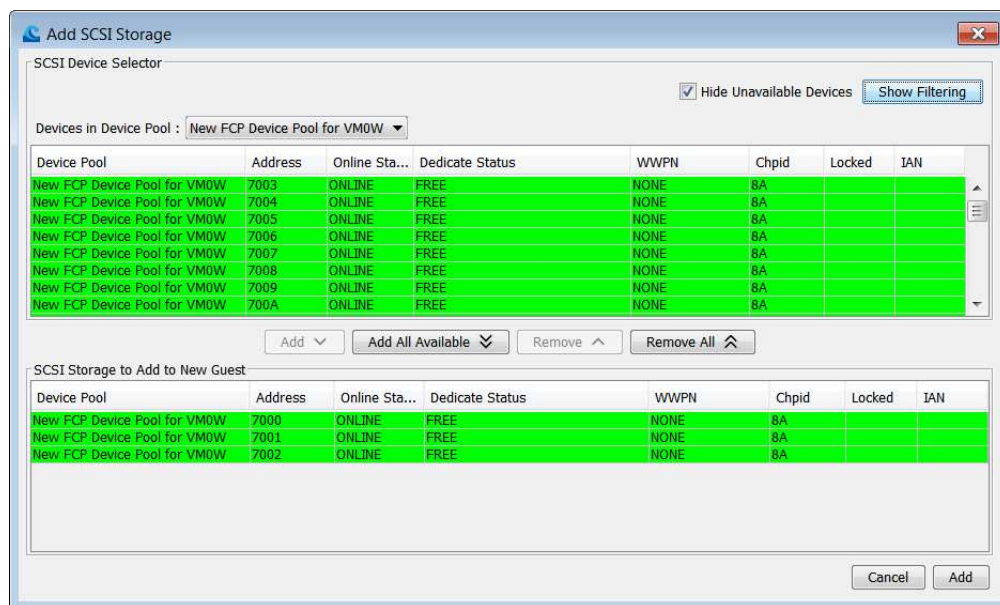 Add SCSI Storage
SCSI Device Selector
Hide Unavailable Devices Show Filtering
Devices in Device Pool : New FCP Device Pool for VM0W
Device Pool Address Online Sta... Dedicate Status WWPN Chpid Locked IAN
New FCP Device Pool for VM0W 7003 ONLINE FREE NONE 8A
New FCP Device Pool for VM0W 7004 ONLINE FREE NONE 8A
New FCP Device Pool for VM0W 7005 ONLINE FREE NONE 8A
New FCP Device Pool for VM0W 7006 ONLINE FREE NONE 8A
New FCP Device Pool for VM0W 7007 ONLINE FREE NONE 8A
New FCP Device Pool for VM0W 7008 ONLINE FREE NONE 8A
New FCP Device Pool for VM0W 7009 ONLINE FREE NONE 8A
New FCP Device Pool for VM0W 700A ONLINE FREE NONE 8A
Add Add All Available Remove Remove All
SCSI Storage to Add to New Guest
Device Pool Address Online Sta... Dedicate Status WWPN Chpid Locked IAN
New FCP Device Pool for VM0W 7000 ONLINE FREE NONE 8A
New FCP Device Pool for VM0W 7001 ONLINE FREE NONE 8A
New FCP Device Pool for VM0W 7002 ONLINE FREE NONE 8A
Cancel Add